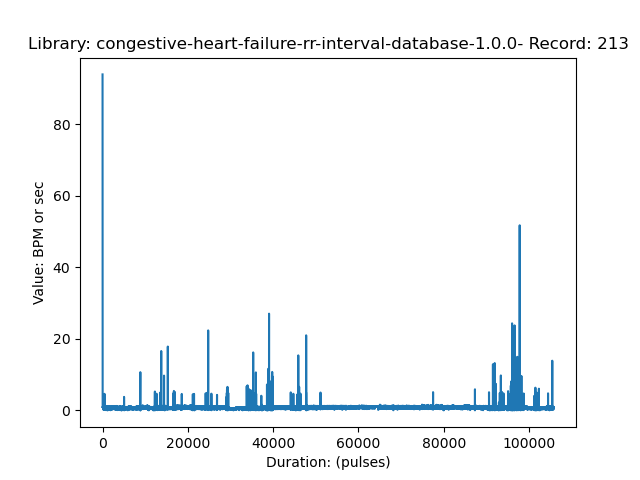 Library: congestive-heart-failure-rr-interval-database-1.0.0- Record: 213
80
60
40
20
0
Value: BPM or sec
0 20000 40000 60000 80000 100000
Duration: (pulses)